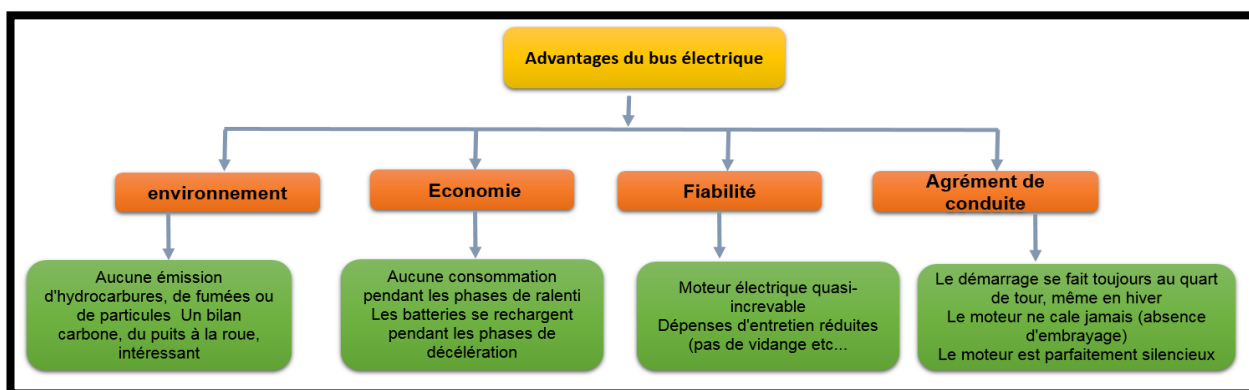 Advantages du bus électrique
environnement
Economie
Fiabilité
Agrément de
conduite
Aucune émission
d'hydrocarbures, de fumées ou
de particules Un bilan
carbone, du puits à la roue,
intéressant
Aucune consommation
pendant les phases de ralenti
Les batteries se rechargent
pendant les phases de
décélération
Moteur électrique quasi-
increvable
Dépenses d'entretien réduites
(pas de vidange etc...
Le démarrage se fait toujours au quart
de tour, même en hiver
Le moteur ne cale jamais (absence
d'embrayage)
Le moteur est parfaitement silencieux